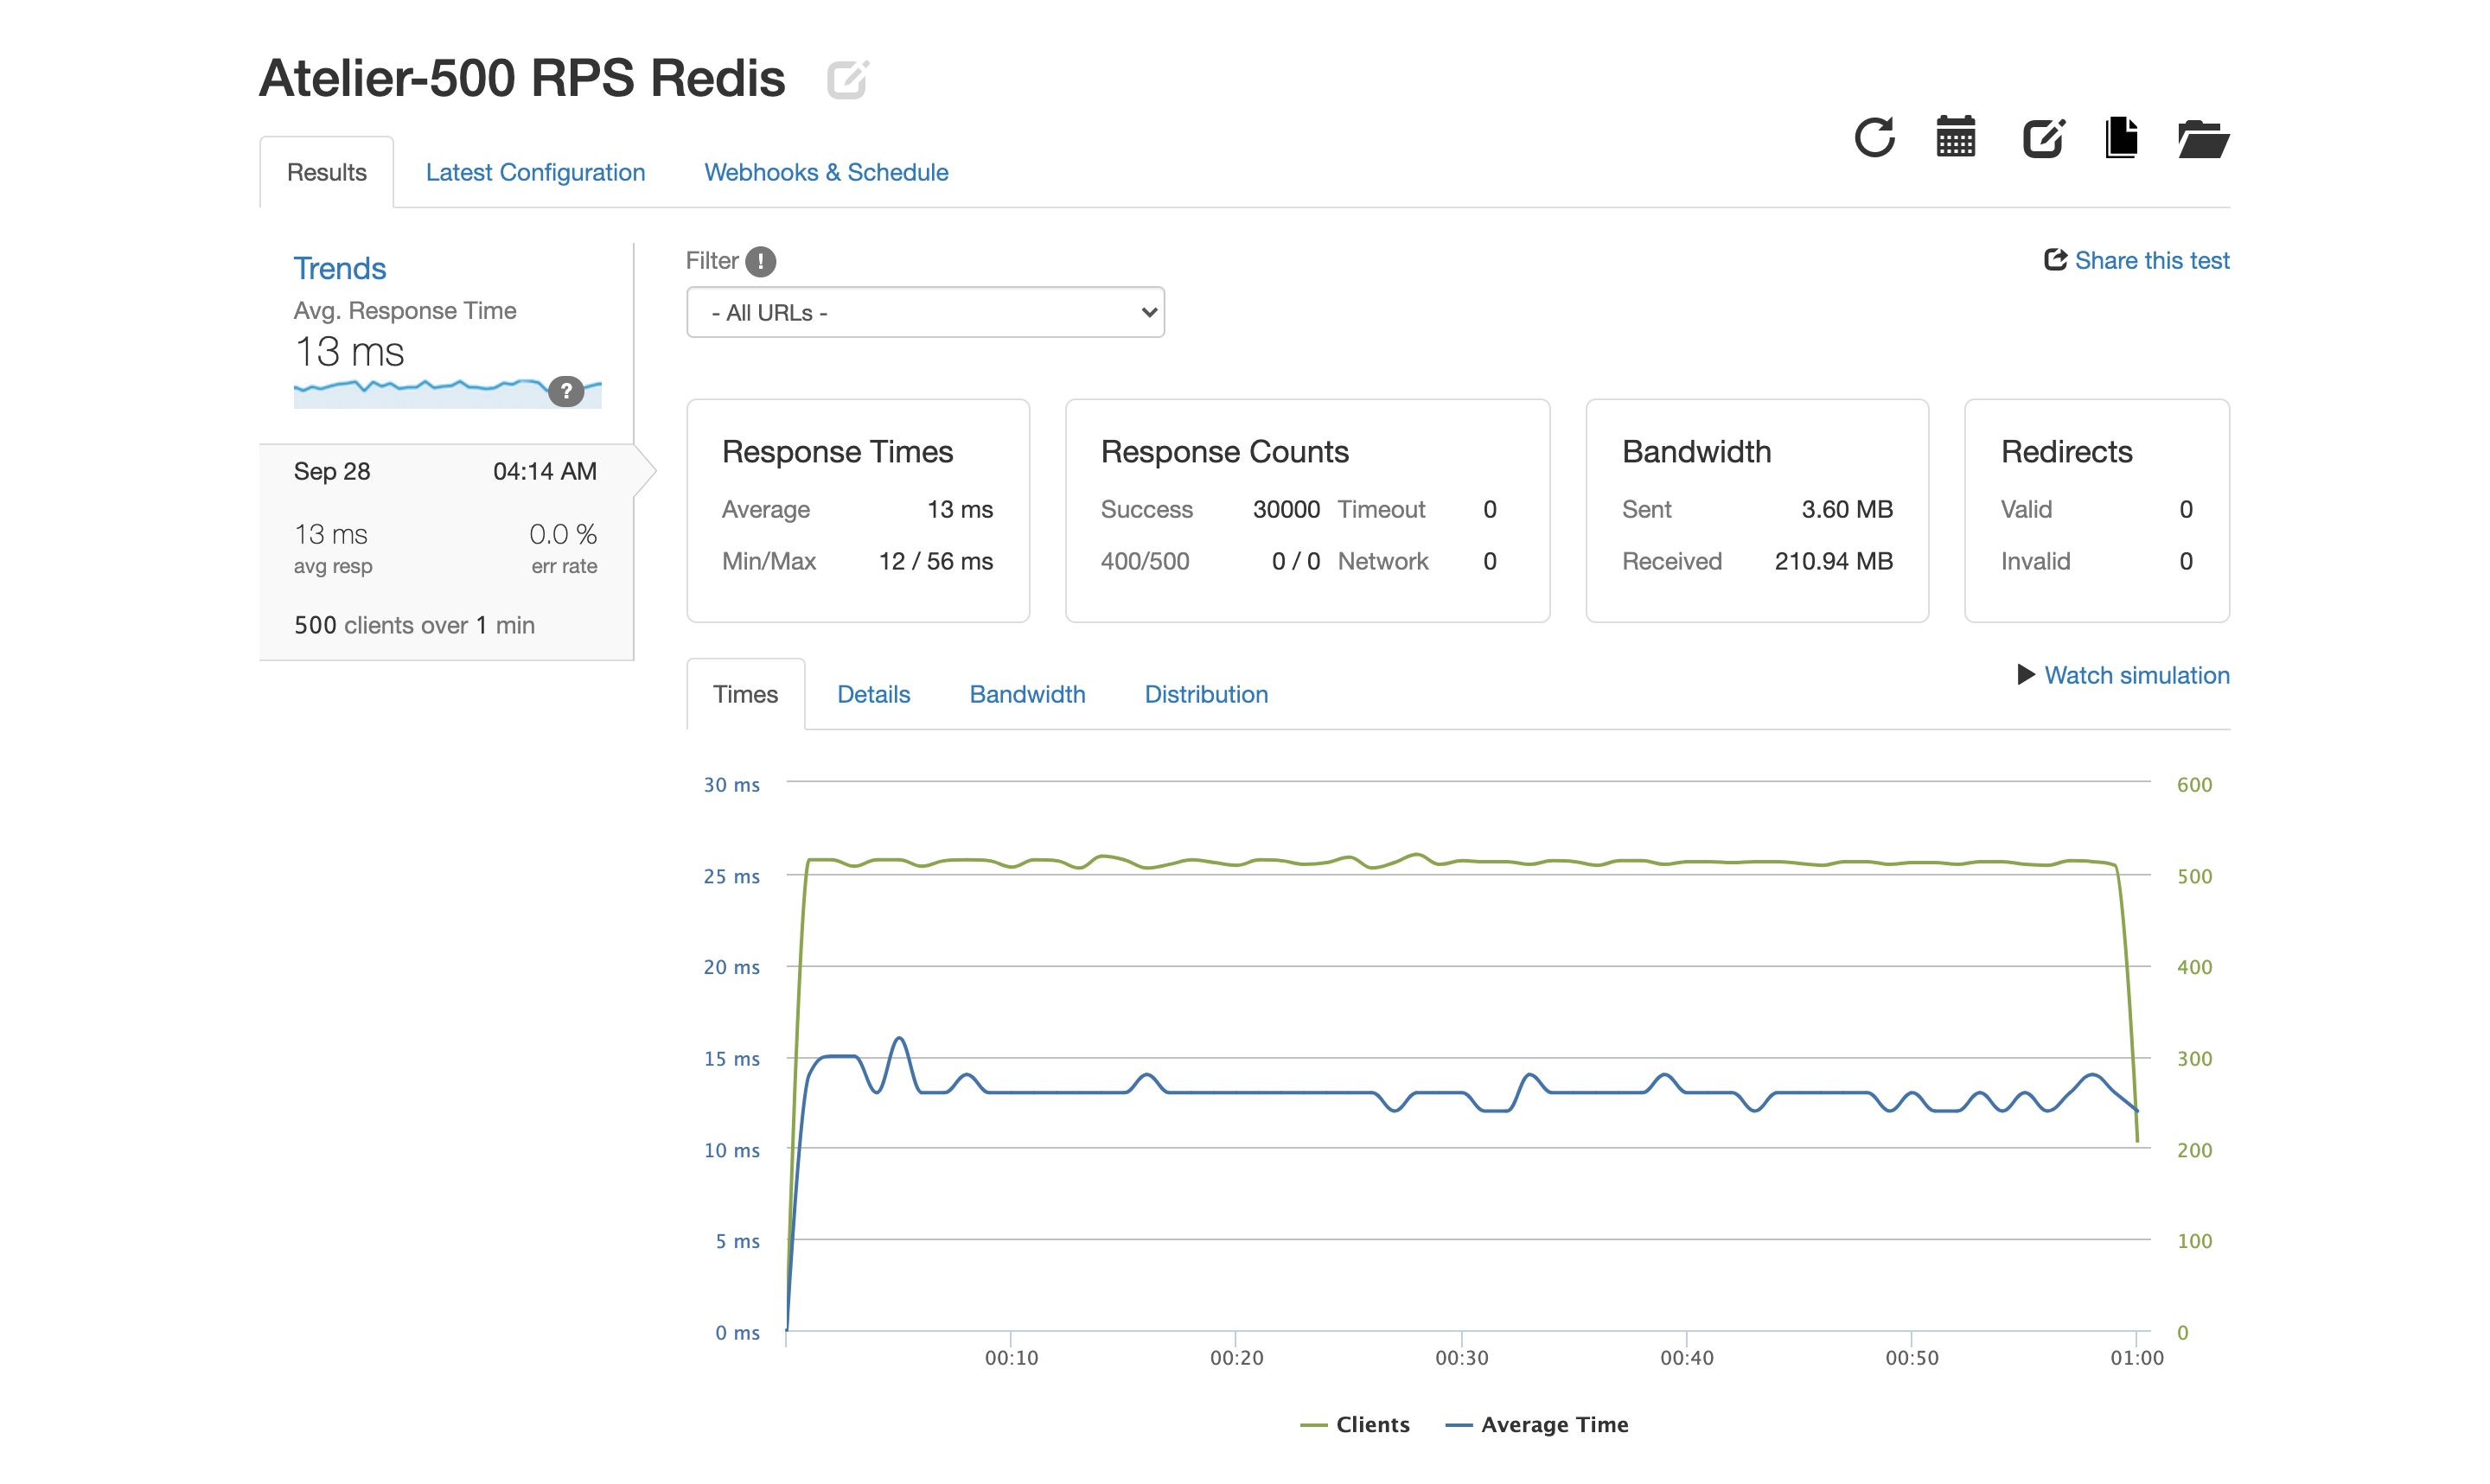 Atelier-500 RPS Redis
Results Latest Configuration Webhooks & Schedule
Trends
Avg. Response Time
13 ms
?
Sep 28 04:14 AM
13 ms 0.0 %
avg resp err rate
500 clients over 1 min
Filter !
Share this test
- All URLs -
Response Times
Average 13 ms
Min/Max 12 / 56 ms
Response Counts
Success 30000 Timeout 0
400/500 0 / 0 Network 0
Bandwidth
Sent 3.60 MB
Received 210.94 MB
Redirects
Valid 0
Invalid 0
Times Details Bandwidth Distribution
Watch simulation
30 ms 600
25 ms 500
20 ms 400
15 ms 300
10 ms 200
5 ms 100
0 ms 0
00:10 00:20 00:30 00:40 00:50 01:00
Clients Average Time